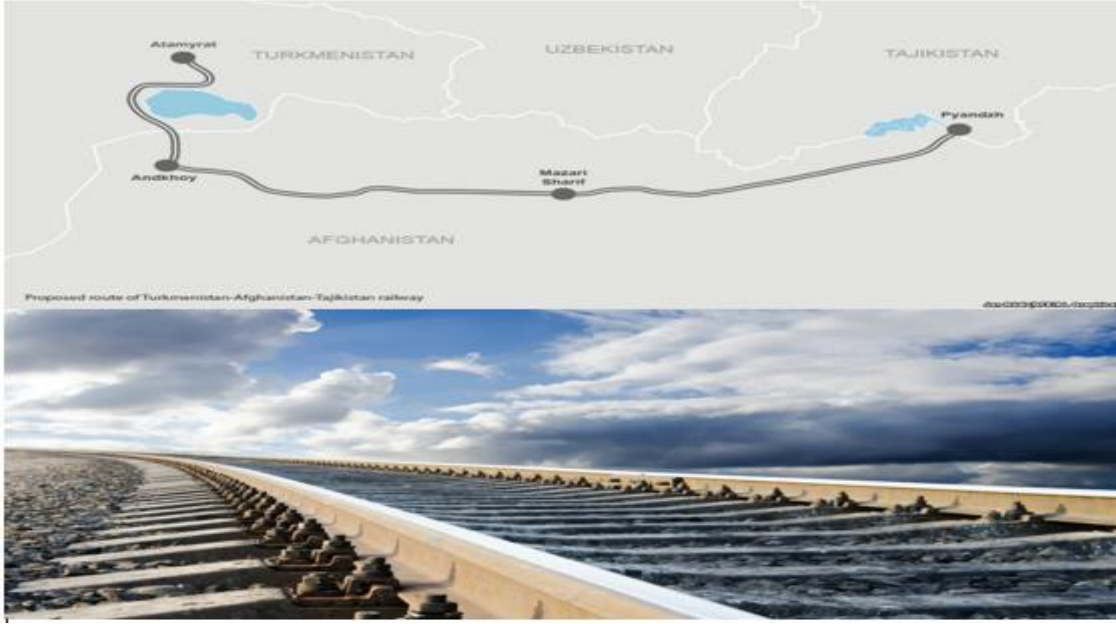 Atamyrat
TURKMENISTAN
UZBEKISTAN
TAJIKISTAN
Pyandzh
Andkhoy
Mazari
Sharif
AFGHANISTAN
Proposed route of Turkmenistan-Afghanistan-Tajikistan railway